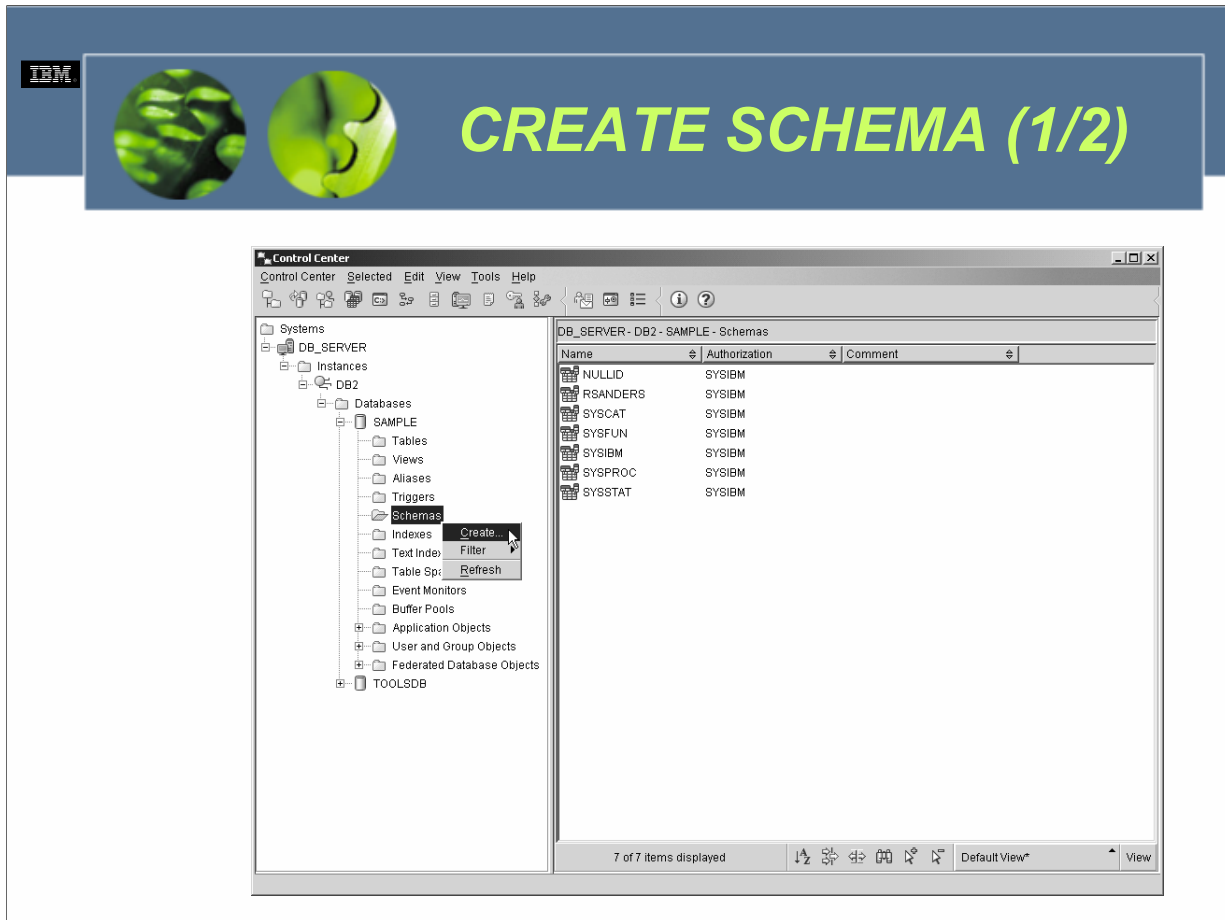 IBM.
CREATE SCHEMA (1/2)
Control Center
Control Center Selected Edit View Tools Help
Systems
DB_SERVER
Instances
DB2
Databases
SAMPLE
Tables
Views
Aliases
Triggers
Schemas
Indexes
Text Index
Table Spa
Event Monitors
Buffer Pools
Application Objects
User and Group Objects
Federated Database Objects
TOOLSDB
Create...
Filter
Refresh
DB_SERVER - DB2 - SAMPLE - Schemas
Name Authorization Comment
NULLID SYSIBM
RSANDERS SYSIBM
SYSCAT SYSIBM
SYSFUN SYSIBM
SYSIBM SYSIBM
SYSPROC SYSIBM
SYSSTAT SYSIBM
7 of 7 items displayed
Default View*
View